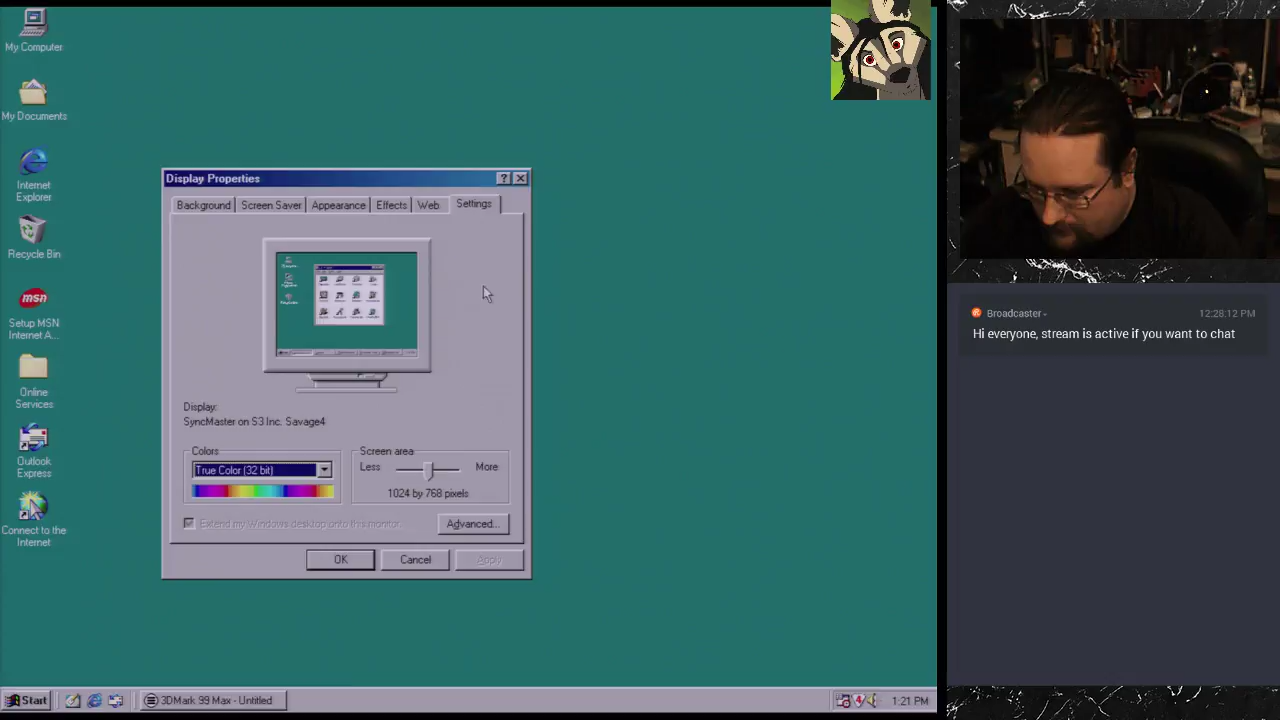 My Computer
My Documents
Internet
Explorer
Recycle Bin
Setup MSN
Internet A...
Online
Services
Outlook
Express
Connect to the
Internet
Display Properties
Background
Screen Saver
Appearance
Effects
Web
Settings
Display:
SyncMaster on S3 Inc. Savage4
Colors
True Color (32 bit)
Screen area
Less
More
1024 by 768 pixels
Extend my Windows desktop onto this monitor.
Advanced...
OK
Cancel
Apply
Start
3DMark 99 Max - Untitled
1:21 PM
Broadcaster
12:28:12 PM
Hi everyone, stream is active if you want to chat
msn